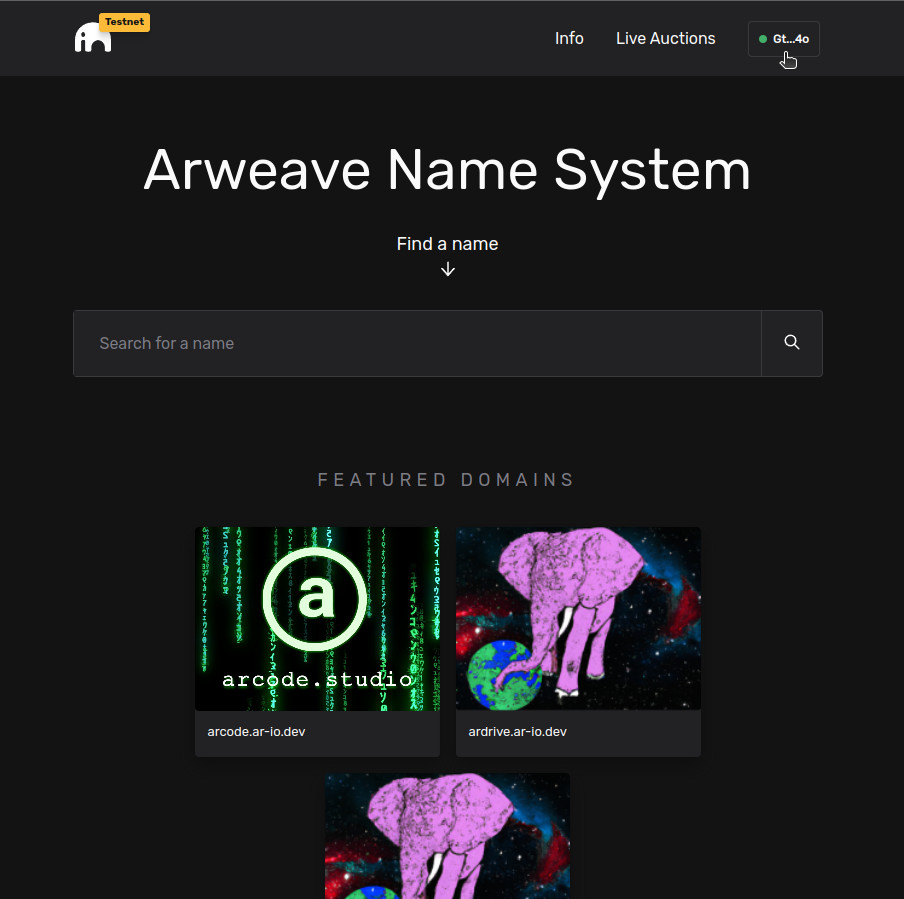 Testnet
Info
Live Auctions
Gt...4o
Arweave Name System
Find a name
Search for a name
FEATURED DOMAINS
a
arcode.studio
arcode.ar-io.dev
ardrive.ar-io.dev